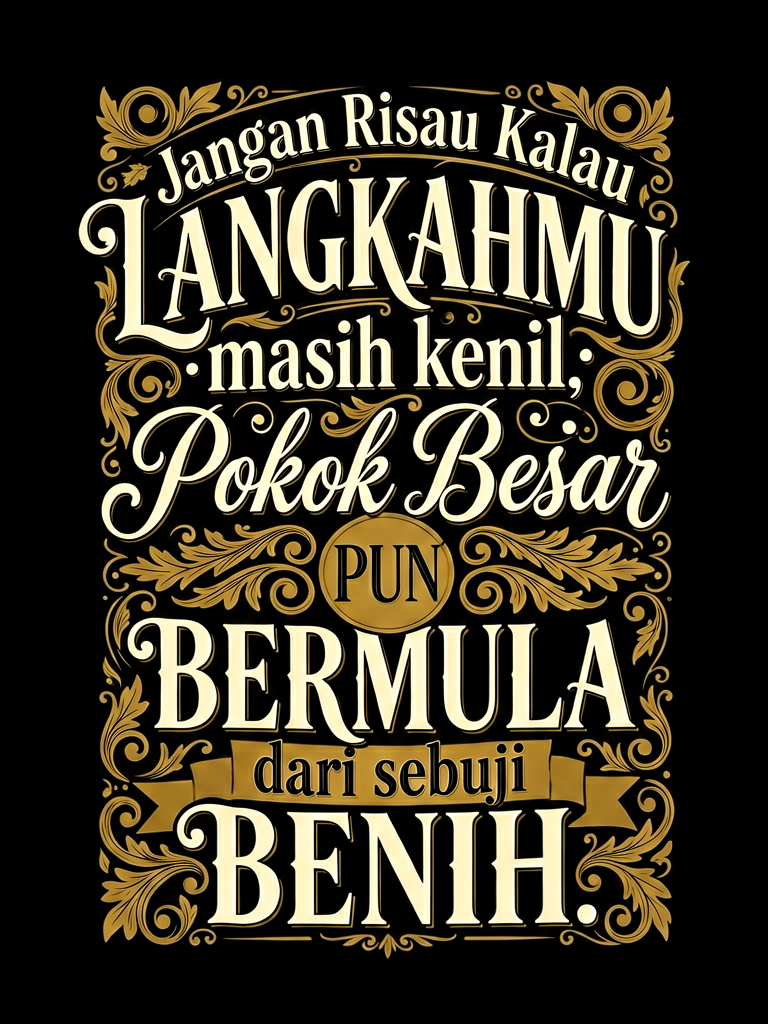 Jangan Risau Kalau
LANGKAHMU
masih kenil,
Pokok Besar
PUN
BERMULA
dari sebuji
BENIH.